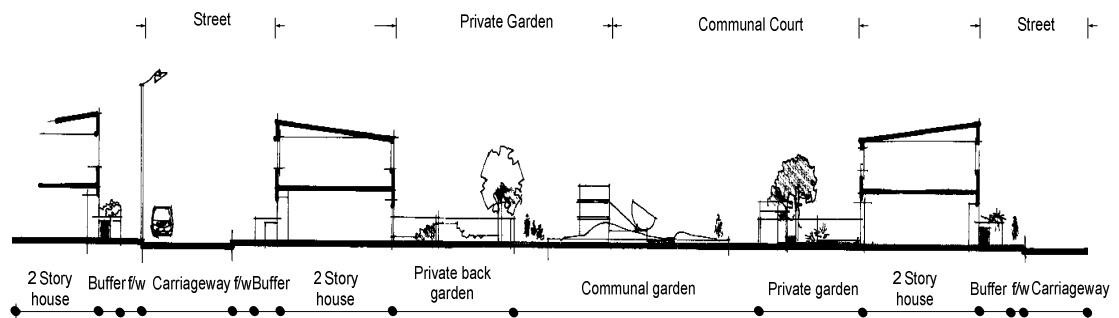 Street Private Garden Communal Court Street
2 Story house Buffer f/w Carriageway f/w Buffer 2 Story house Private back garden Communal garden Private garden 2 Story house Buffer f/w Carriageway